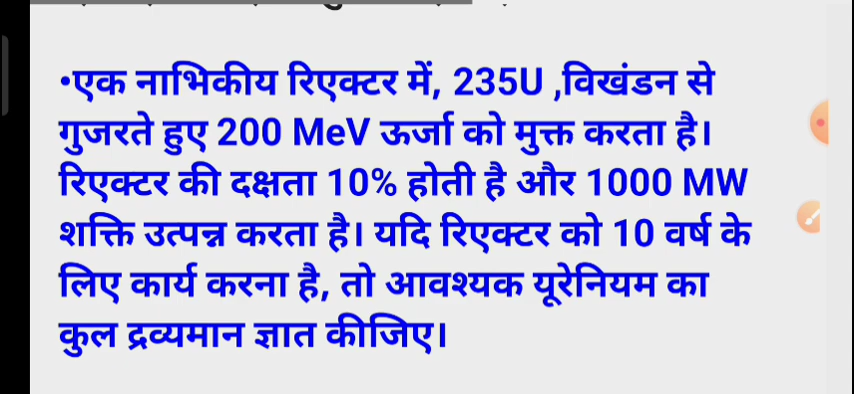 •एक नाभिकीय रिएक्टर में, 235U ,विखंडन से
गुजरते हुए 200 MeV ऊर्जा को मुक्त करता है।
रिएक्टर की दक्षता 10% होती है और 1000 MW
शक्ति उत्पन्न करता है। यदि रिएक्टर को 10 वर्ष के
लिए कार्य करना है, तो आवश्यक यूरेनियम का
कुल द्रव्यमान ज्ञात कीजिए।